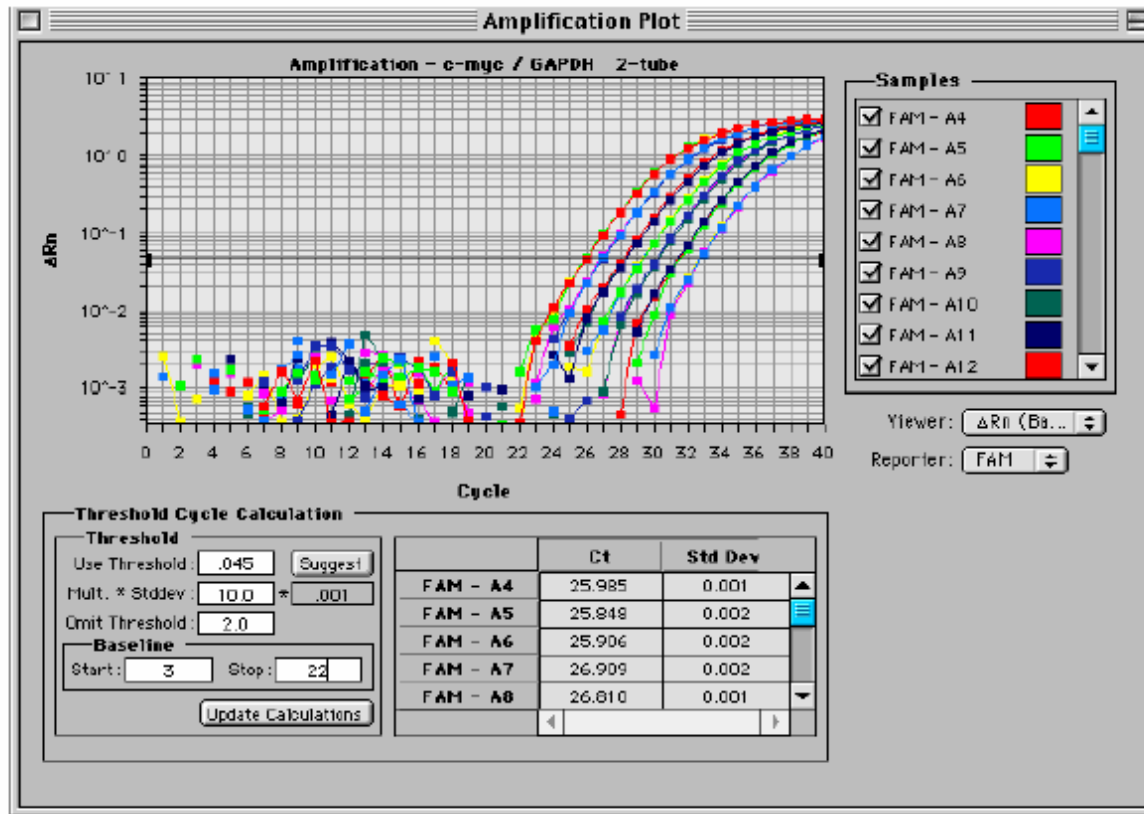 Amplification Plot
Amplification - c-myc / GAPDH 2-tube
10^1
10^0
10^-1
10^-2
10^-3
ΔRn
0 2 4 6 8 10 12 14 16 18 20 22 24 26 28 30 32 34 36 38 40
Cycle
Samples
FAM - A4
FAM - A5
FAM - A6
FAM - A7
FAM - A8
FAM - A9
FAM - A10
FAM - A11
FAM - A12
Viewer: ΔRn (Ba...
Reporter: FAM
Threshold Cycle Calculation
Threshold
Use Threshold: .045 Suggest
Mult. * Stddev: 10.0 * .001
Omit Threshold: 2.0
Baseline
Start: 3 Stop: 22
Update Calculations
Ct Std Dev
FAM - A4 25.985 0.001
FAM - A5 25.848 0.002
FAM - A6 25.906 0.002
FAM - A7 26.909 0.002
FAM - A8 26.810 0.001